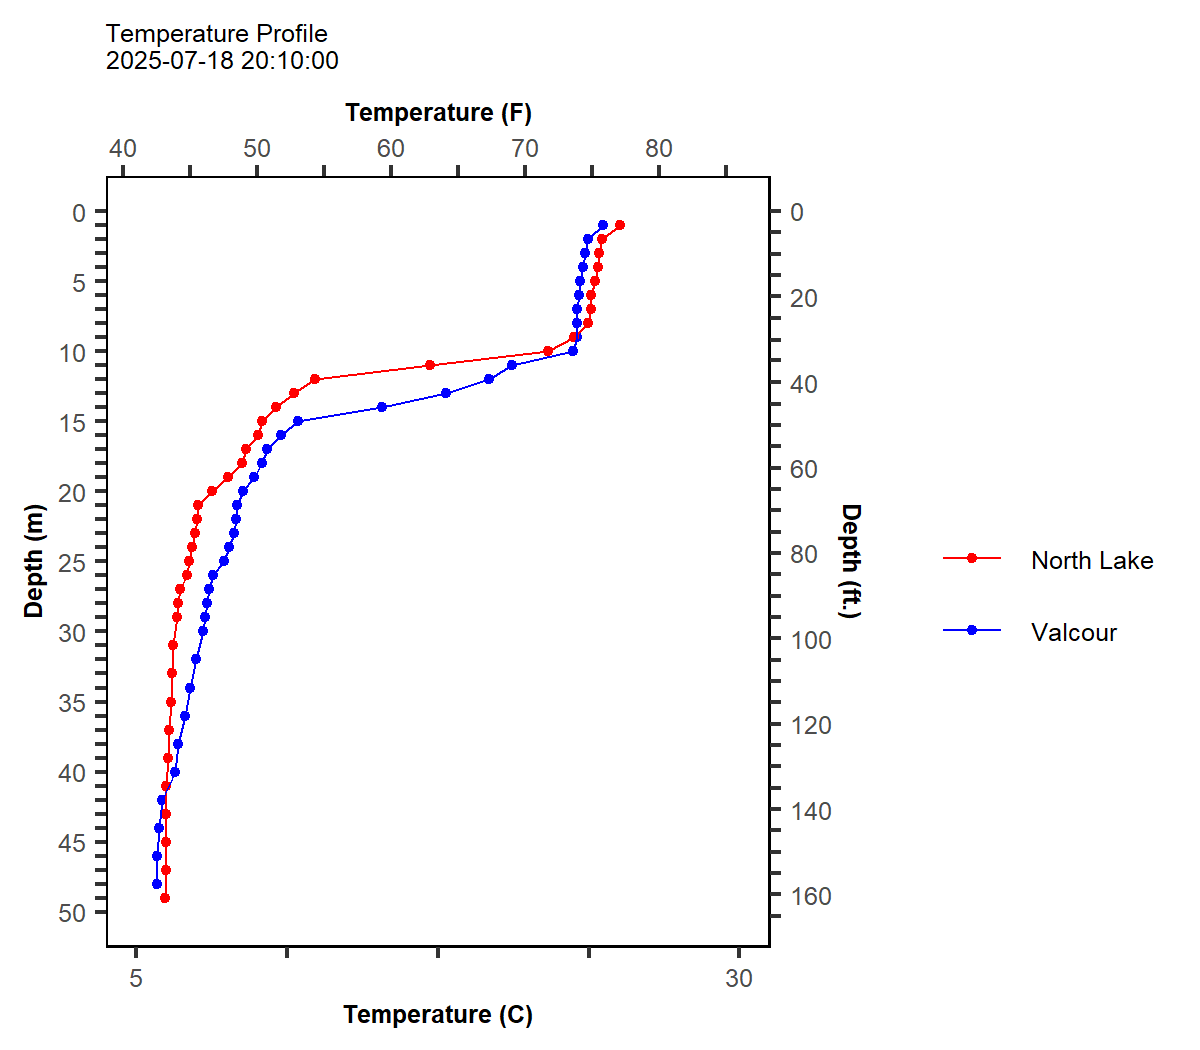 Temperature Profile
2025-07-18 20:10:00
Temperature (F)
40 50 60 70 80
0
5
10
15
20
25
30
35
40
45
50
Depth (m)
0
20
40
60
80
100
120
140
160
Depth (ft.)
North Lake
Valcour
5 30
Temperature (C)